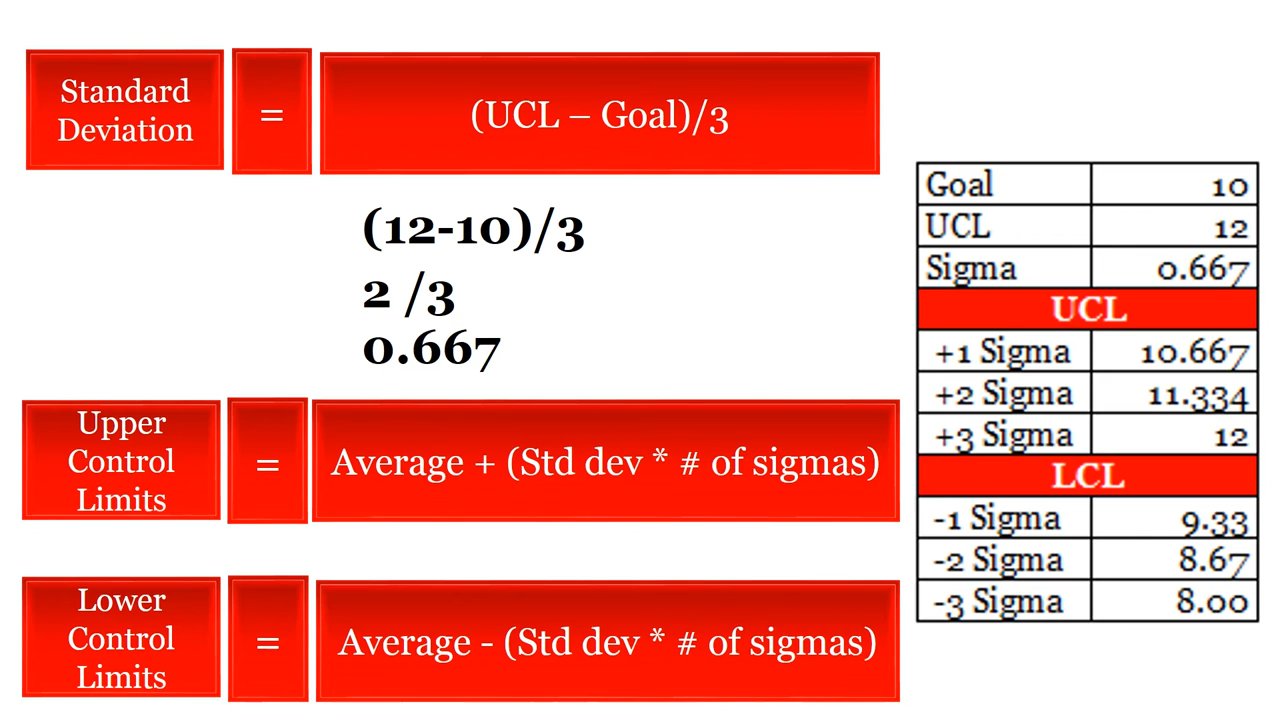 Standard
Deviation
=
(UCL – Goal)/3
(12-10)/3
2 /3
0.667
Upper
Control
Limits
=
Average + (Std dev * # of sigmas)
Lower
Control
Limits
=
Average - (Std dev * # of sigmas)
Goal 10
UCL 12
Sigma 0.667
UCL
+1 Sigma 10.667
+2 Sigma 11.334
+3 Sigma 12
LCL
-1 Sigma 9.33
-2 Sigma 8.67
-3 Sigma 8.00